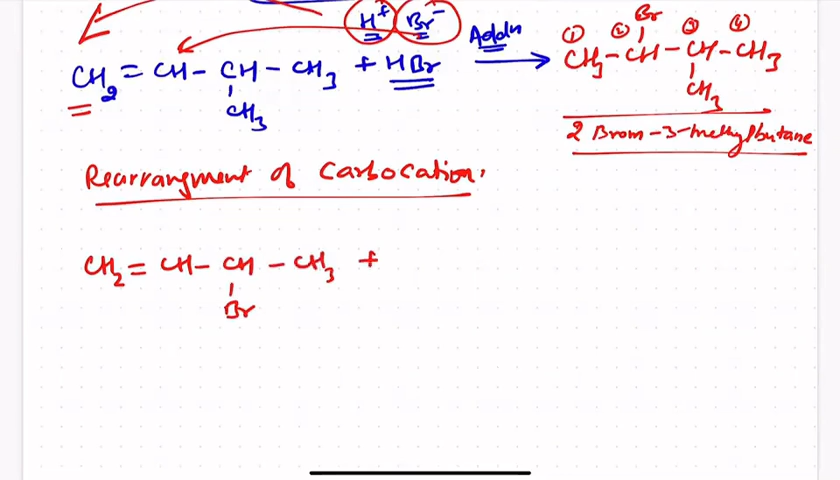 H⁺ Br⁻
CH₂ = CH - CH - CH₃ + HBr Addn
CH₃
① ② Br ③ ④
CH₃ - CH - CH - CH₃
CH₃
2 Brom-3-methylbutane
Rearrangment of Carbocation.
CH₂ = CH - CH - CH₃ +
Br